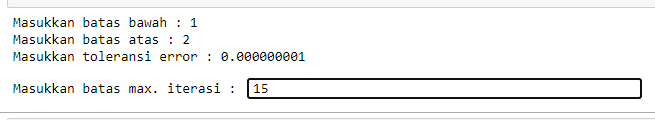 Masukkan batas bawah : 1
Masukkan batas atas : 2
Masukkan toleransi error : 0.000000001
Masukkan batas max. iterasi : 15